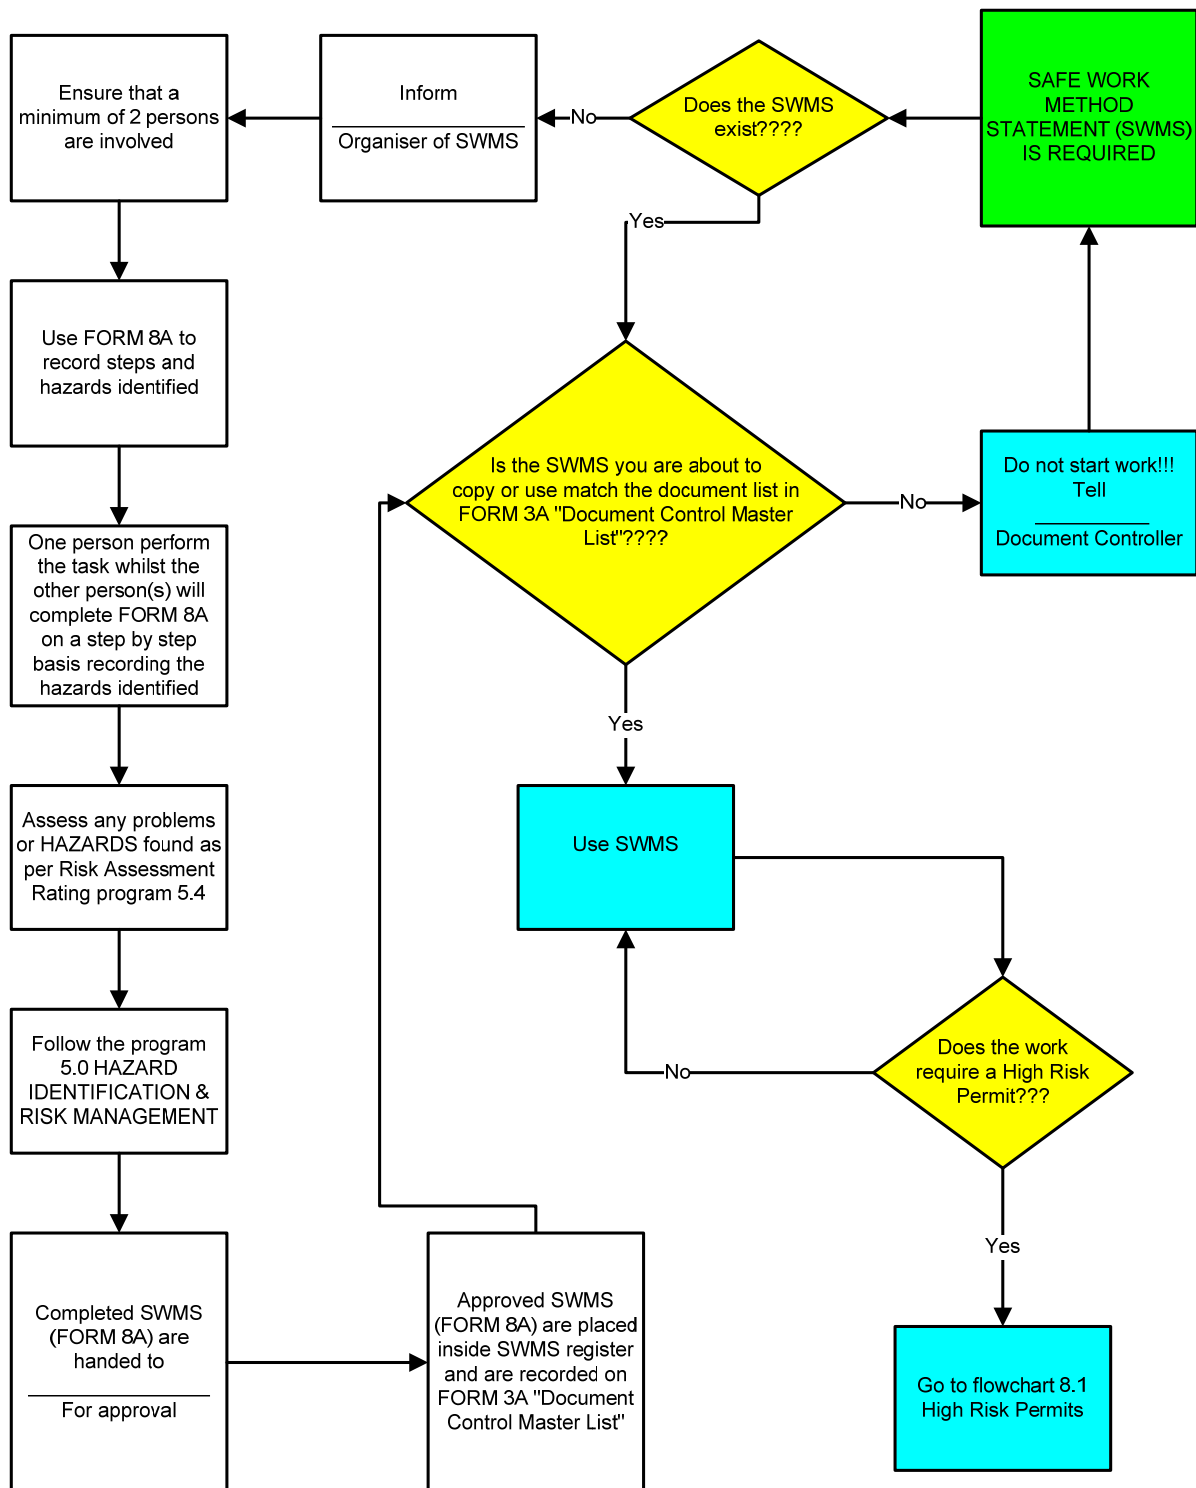 SAFE WORK
METHOD
STATEMENT (SWMS)
IS REQUIRED
Does the SWMS
exist????
No
Inform
Organiser of SWMS
Ensure that a
minimum of 2 persons
are involved
Use FORM 8A to
record steps and
hazards identified
One person perform
the task whilst the
other person(s) will
complete FORM 8A
on a step by step
basis recording the
hazards identified
Assess any problems
or HAZARDS found as
per Risk Assessment
Rating program 5.4
Follow the program
5.0 HAZARD
IDENTIFICATION &
RISK MANAGEMENT
Completed SWMS
(FORM 8A) are
handed to
For approval
Approved SWMS
(FORM 8A) are placed
inside SWMS register
and are recorded on
FORM 3A "Document
Control Master List"
Yes
Is the SWMS you are about to
copy or use match the document list in
FORM 3A "Document Control Master
List"????
No
Do not start work!!!
Tell
Document Controller
Yes
Use SWMS
Does the work
require a High Risk
Permit???
No
Yes
Go to flowchart 8.1
High Risk Permits